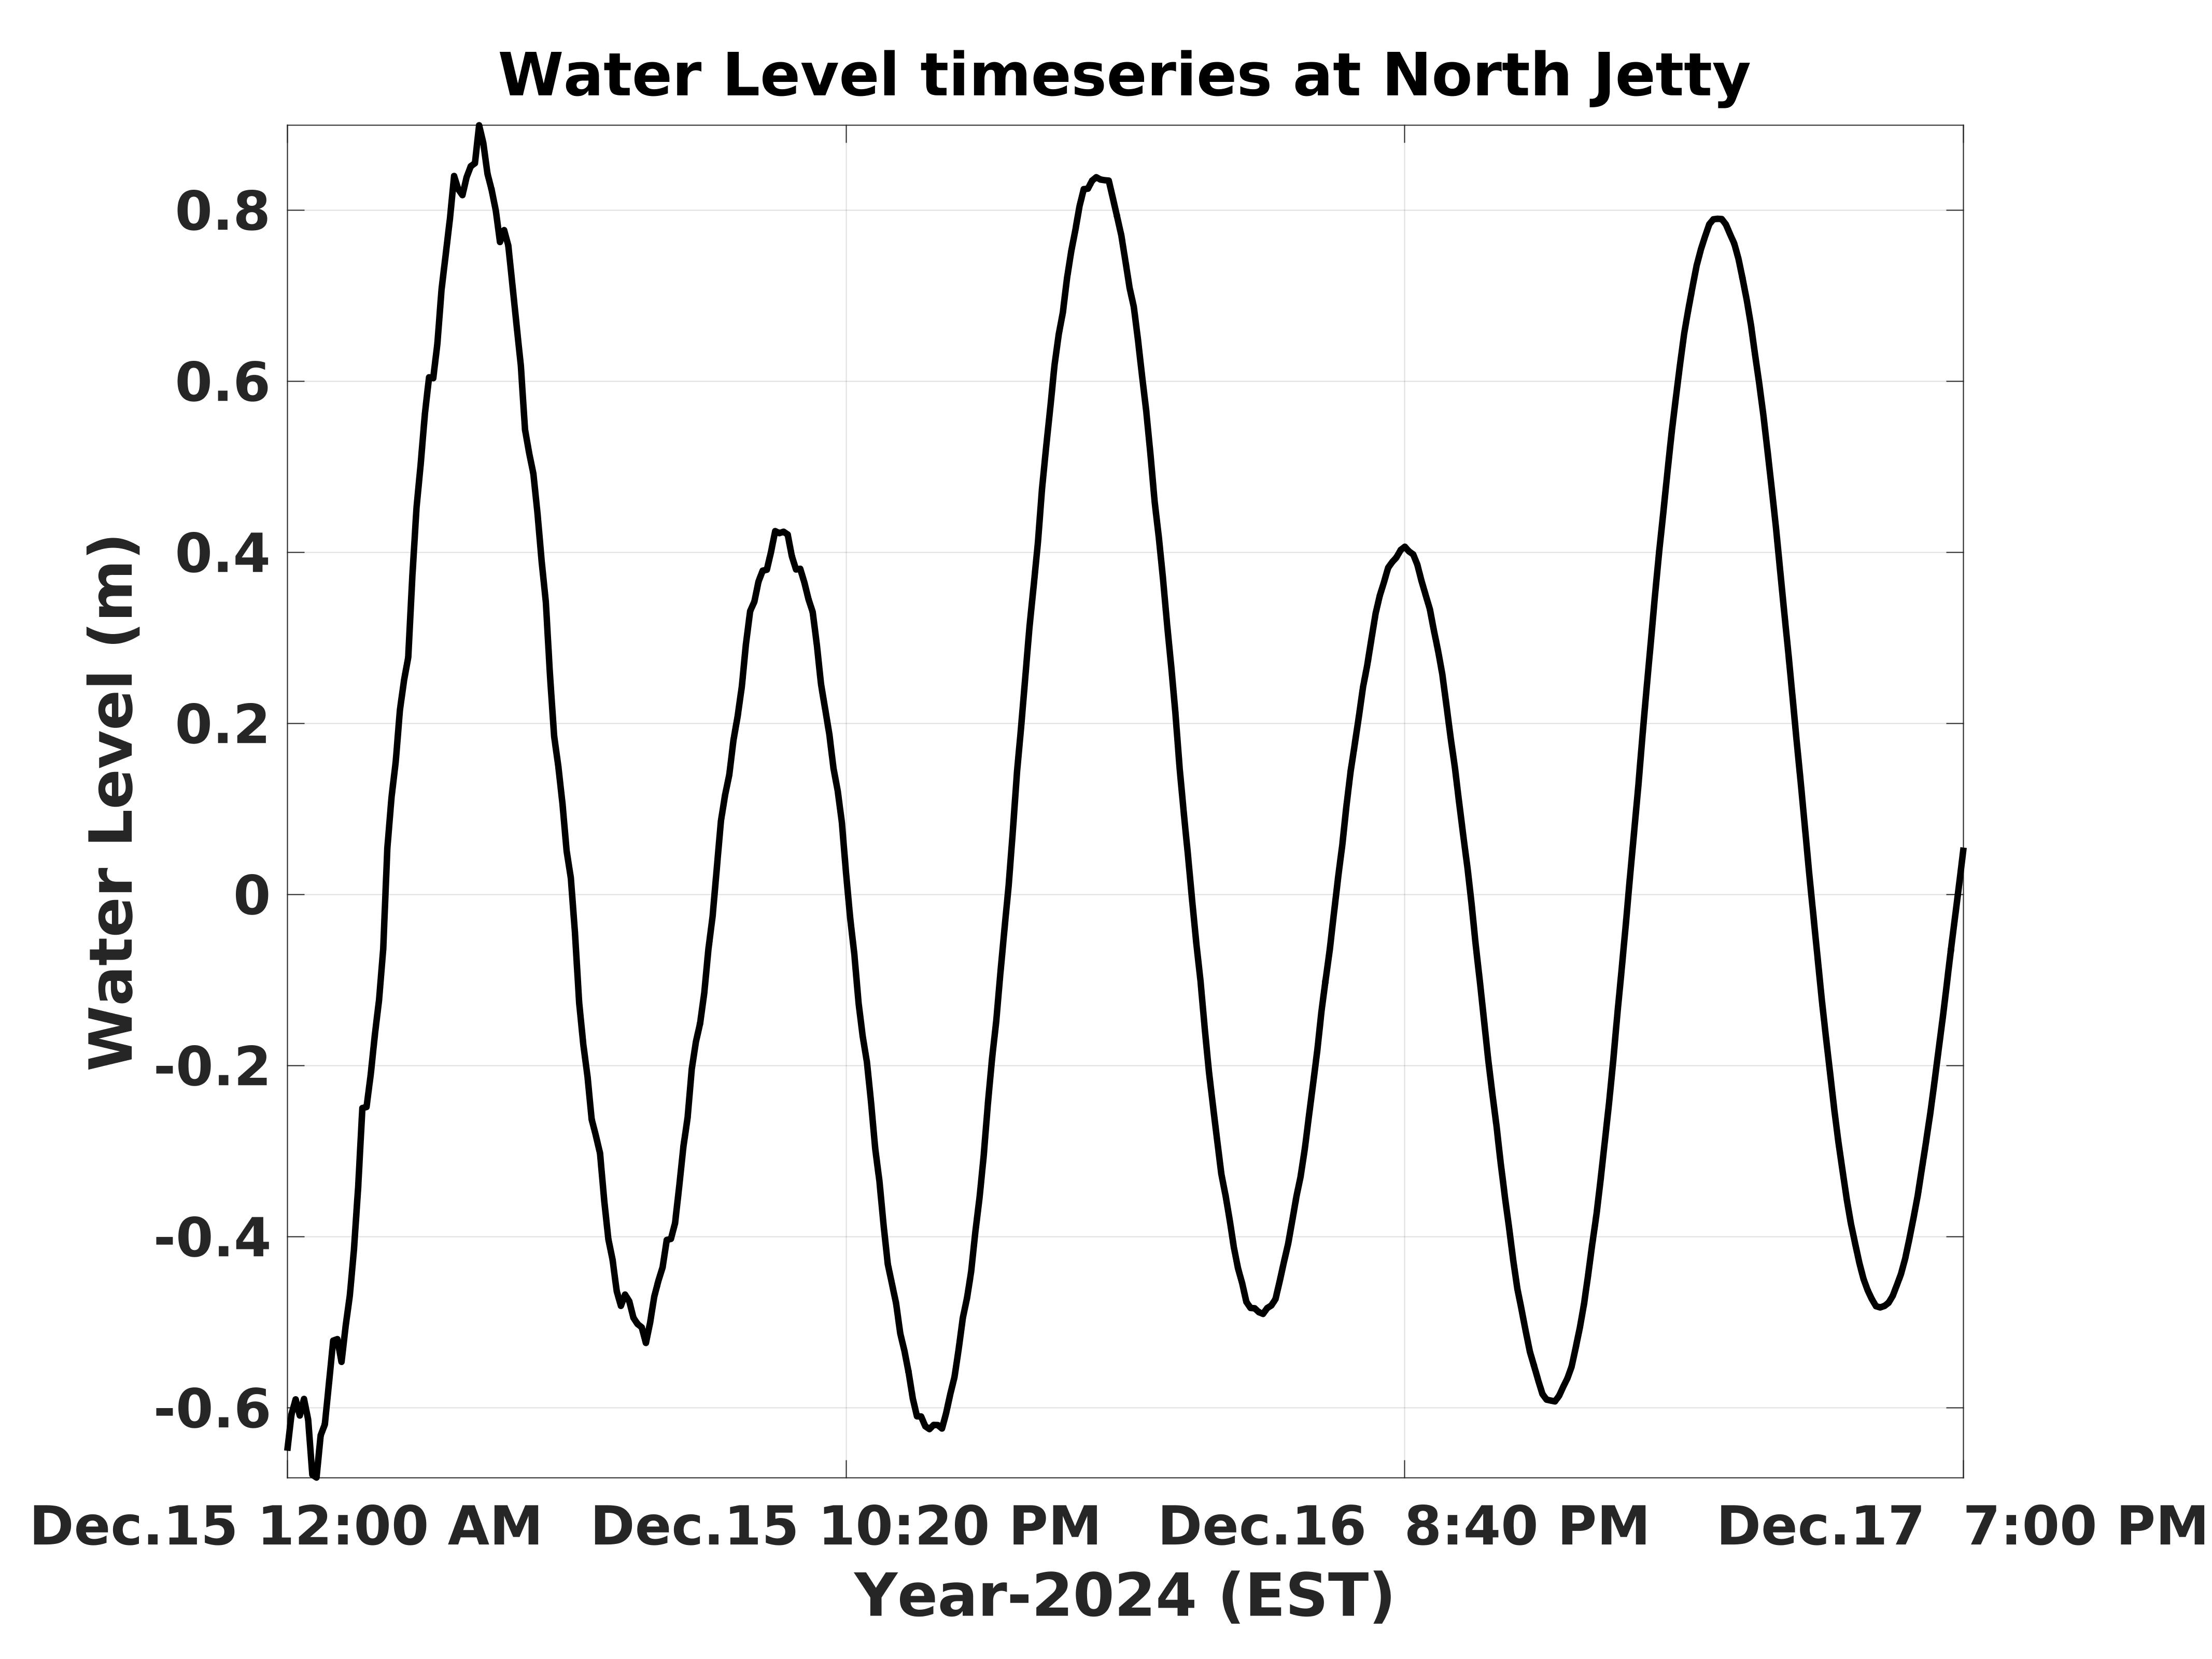 Water Level timeseries at North Jetty
Water Level (m)
0.8
0.6
0.4
0.2
0
-0.2
-0.4
-0.6
Dec.15 12:00 AM Dec.15 10:20 PM Dec.16 8:40 PM Dec.17 7:00 PM
Year-2024 (EST)